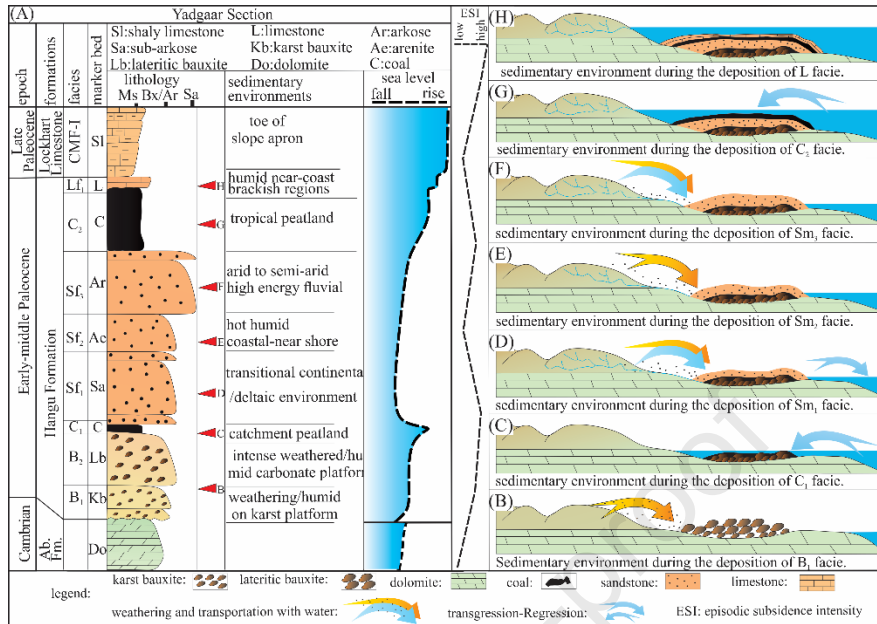 (A) Yadgaar Section
Sl:shaly limestone L:limestone Ar:arkose
Sa:sub-arkose Kb:karst bauxite Ae:arenite
Lb:lateritic bauxite Do:dolomite C:coal
epoch
formations
facies
marker bed
lithology
Ms Bx/Ar Sa
sedimentary
environments
sea level
fall rise
ESI
low
high
Late
Paleocene
Lockhart
Limestone
CMF-I
Sl
toe of
slope apron
Early-middle Paleocene
Hangu Formation
Lf₁ L
H
humid near-coast
brackish regions
C₂ C
G
tropical peatland
Sf₃ Ar
F
arid to semi-arid
high energy fluvial
Sf₂ Ae
E
hot humid
coastal-near shore
Sf₁ Sa
D
transitional continenta
/deltaic environment
C₁ C
C
catchment peatland
B₂ Lb
intense weathered/hu
mid carbonate platfor
B₁ Kb
B
weathering/humid
on karst platform
Cambrian
Ab.
Fm.
Do
(H)
sedimentary environment during the deposition of L facie.
(G)
sedimentary environment during the deposition of C₂ facie.
(F)
sedimentary environment during the deposition of Sm₃ facie.
(E)
sedimentary environment during the deposition of Sm₂ facie.
(D)
sedimentary environment during the deposition of Sm₁ facie.
(C)
sedimentary environment during the deposition of C₁ facie.
(B)
Sedimentary environment during the deposition of B₁ facie.
legend:
karst bauxite: lateritic bauxite: dolomite: coal: sandstone: limestone:
weathering and transportation with water: transgression-Regression: ESI: episodic subsidence intensity